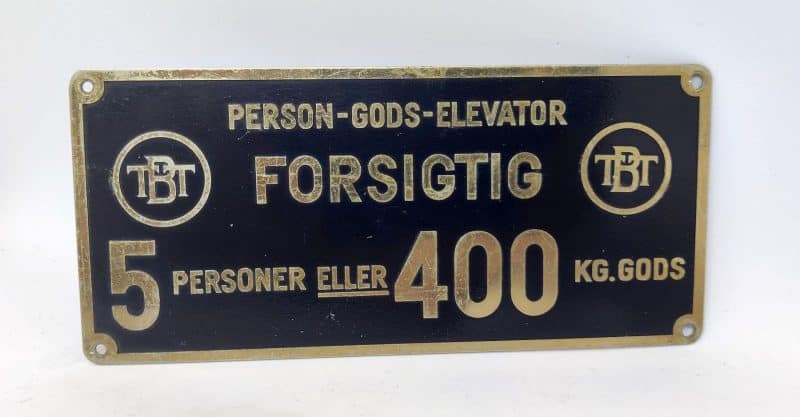 PERSON-GODS-ELEVATOR
TBT FORSIGTIG TBT
5 PERSONER ELLER 400 KG.GODS